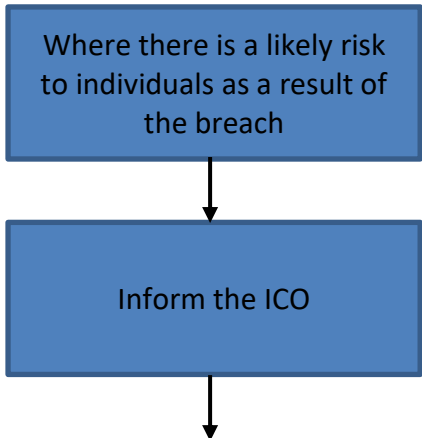 Where there is a likely risk
to individuals as a result of
the breach
Inform the ICO